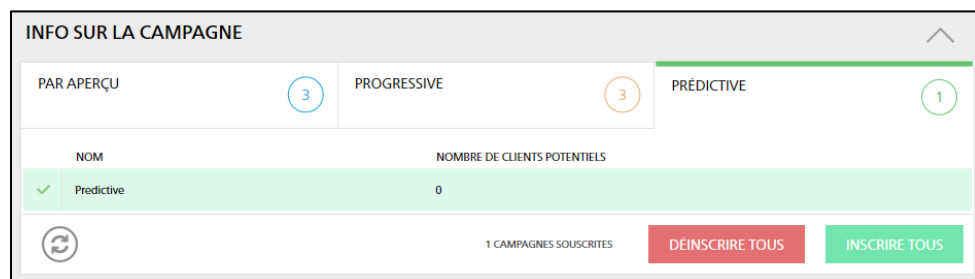 INFO SUR LA CAMPAGNE
PAR APERÇU 3 PROGRESSIVE 3 PRÉDICTIVE 1
NOM NOMBRE DE CLIENTS POTENTIELS
Predictive 0
1 CAMPAGNES SOUSCRITES DÉINSCRIRE TOUS INSCRIRE TOUS